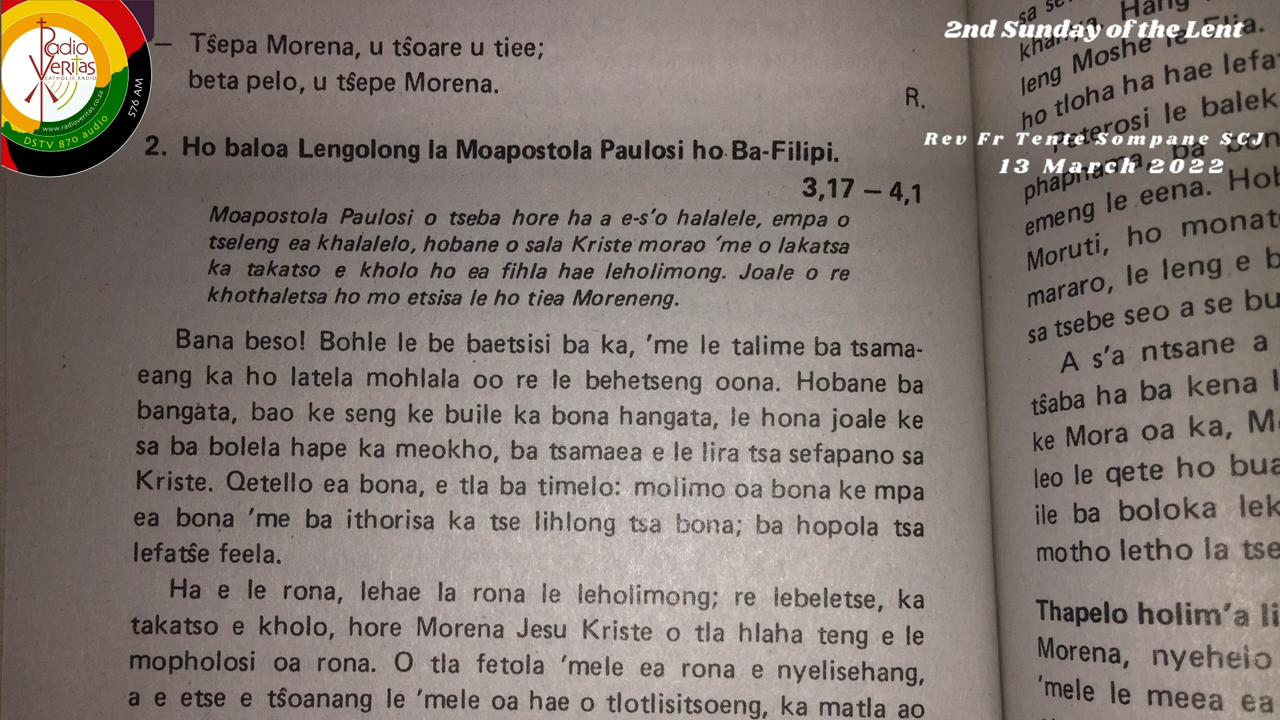 Radio
Veritas
CATHOLIC RADIO
www.radioveritas.co.za
DSTV 870 audio
576 AM
2nd Sunday of the Lent
Rev Fr Tente Sompane SCJ
13 March 2022
– Tŝepa Morena, u tŝoare u tiee;
beta pelo, u tŝepe Morena.
R.
2. Ho baloa Lengolong la Moapostola Paulosi ho Ba-Filipi.
3,17 – 4,1
Moapostola Paulosi o tseba hore ha a e-s’o halalele, empa o
tseleng ea khalalelo, hobane o sala Kriste morao ’me o lakatsa
ka takatso e kholo ho ea fihla hae leholimong. Joale o re
khothaletsa ho mo etsisa le ho tiea Moreneng.
Bana beso! Bohle le be baetsisi ba ka, ’me le talime ba tsama-
eang ka ho latela mohlala oo re le behetseng oona. Hobane ba
bangata, bao ke seng ke buile ka bona hangata, le hona joale ke
sa ba bolela hape ka meokho, ba tsamaea e le lira tsa sefapano sa
Kriste. Qetello ea bona, e tla ba timelo: molimo oa bona ke mpa
ea bona ’me ba ithorisa ka tse lihlong tsa bona; ba hopola tsa
lefatŝe feela.
Ha e le rona, lehae la rona le leholimong; re lebeletse, ka
takatso e kholo, hore Morena Jesu Kriste o tla hlaha teng e le
mopholosi oa rona. O tla fetola ’mele ea rona e nyelisehang,
a e etse e tŝoanang le ’mele oa hae o tlotlisitsoeng, ka matla ao
leng Moshe le Elia.
ho tloha ha hae lefa
Peterosi le balek
emeng le eena. Hob
Moruti, ho monat
mararo, le leng e b
sa tsebe seo a se bu
A s’a ntsane a
tŝaba ha ba kena l
ke Mora oa ka, M
leo le qete ho bua
ile ba boloka lek
motho letho la tse
Thapelo holim’a li
Morena, nyehelo
’mele le meea ea